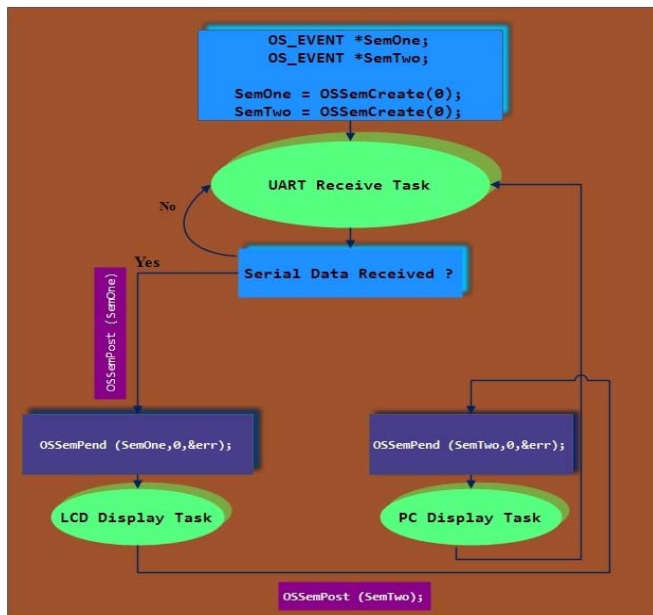 OS_EVENT *SemOne;
OS_EVENT *SemTwo;
SemOne = OSSemCreate(0);
SemTwo = OSSemCreate(0);
UART Receive Task
No
Serial Data Received ?
Yes
OSSemPost (SemOne)
OSSemPend (SemOne,0,&err);
OSSemPend (SemTwo,0,&err);
LCD Display Task
PC Display Task
OSSemPost (SemTwo);